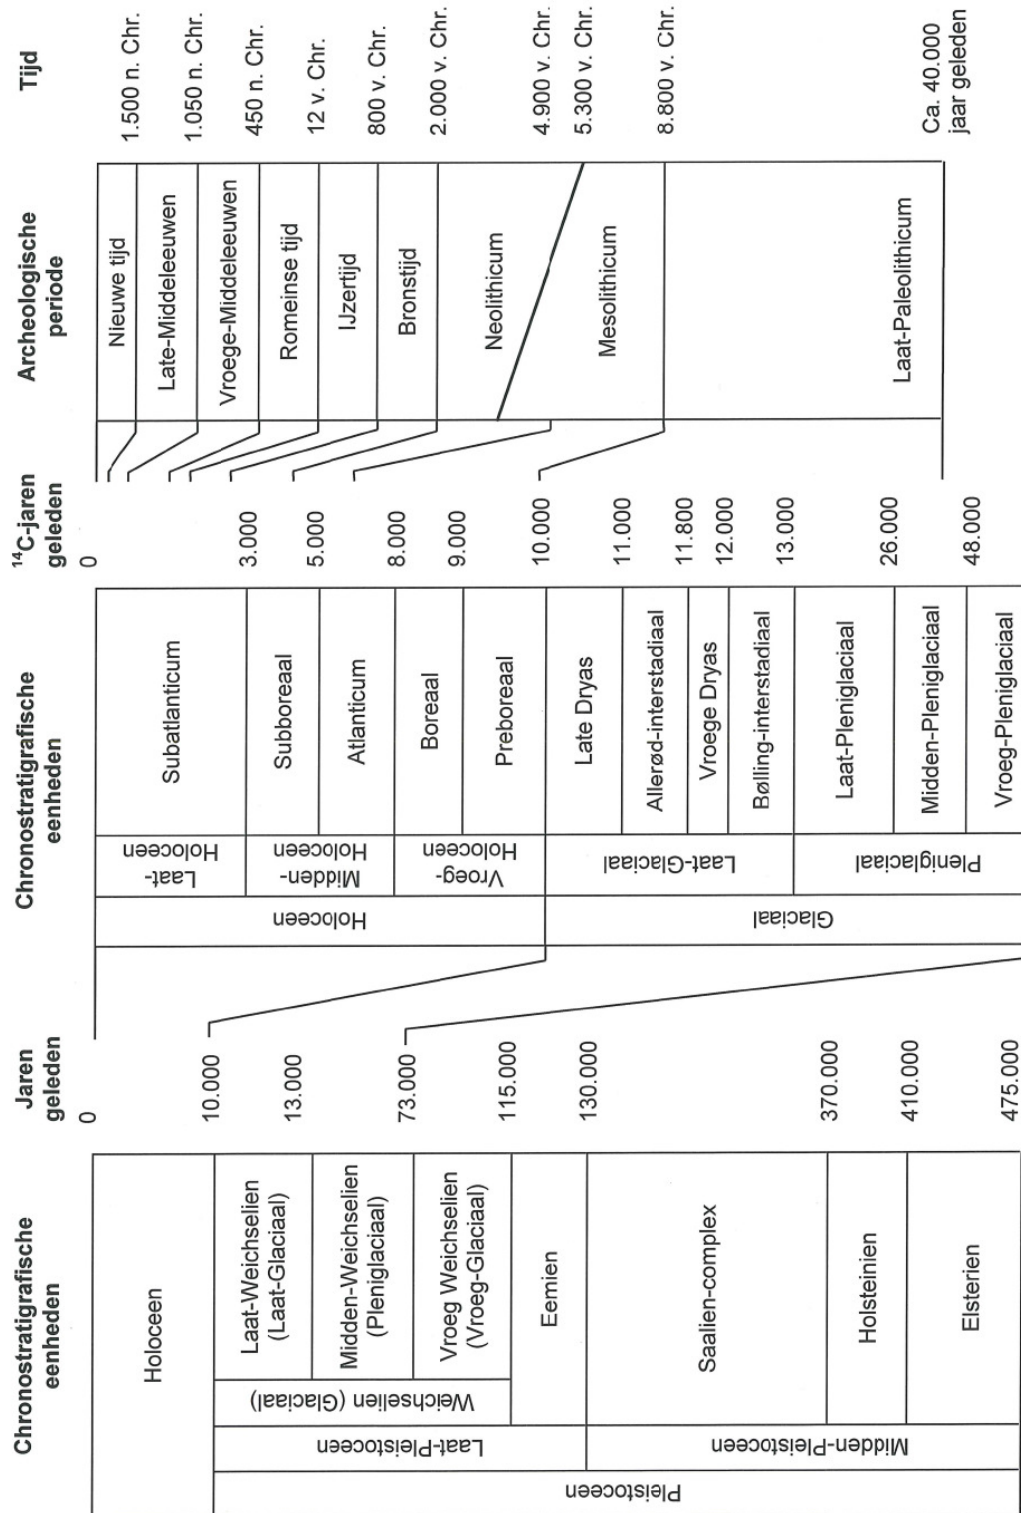 Chronostratigrafische
eenheden
Jaren
geleden
Chronostratigrafische
eenheden
¹⁴C-jaren
geleden
Archeologische
periode
Tijd
Pleistoceen
Laat-Pleistoceen
Midden-Pleistoceen
Weichselien (Glaciaal)
Holoceen
Laat-Weichselien
(Laat-Glaciaal)
Midden-Weichselien
(Pleniglaciaal)
Vroeg Weichselien
(Vroeg-Glaciaal)
Eemien
Saalien-complex
Holsteinien
Elsterien
0
10.000
13.000
73.000
115.000
130.000
370.000
410.000
475.000
Holoceen
Glaciaal
Laat-
Holoceen
Midden-
Holoceen
Vroeg-
Holoceen
Laat-Glaciaal
Pleniglaciaal
Subatlanticum
Subboreaal
Atlanticum
Boreaal
Preboreaal
Late Dryas
Allerød-interstadiaal
Vroege Dryas
Bølling-interstadiaal
Laat-Pleniglaciaal
Midden-Pleniglaciaal
Vroeg-Pleniglaciaal
0
3.000
5.000
8.000
9.000
10.000
11.000
11.800
12.000
13.000
26.000
48.000
Nieuwe tijd
Late-Middeleeuwen
Vroege-Middeleeuwen
Romeinse tijd
IJzertijd
Bronstijd
Neolithicum
Mesolithicum
Laat-Paleolithicum
1.500 n. Chr.
1.050 n. Chr.
450 n. Chr.
12 v. Chr.
800 v. Chr.
2.000 v. Chr.
4.900 v. Chr.
5.300 v. Chr.
8.800 v. Chr.
Ca. 40.000
jaar geleden